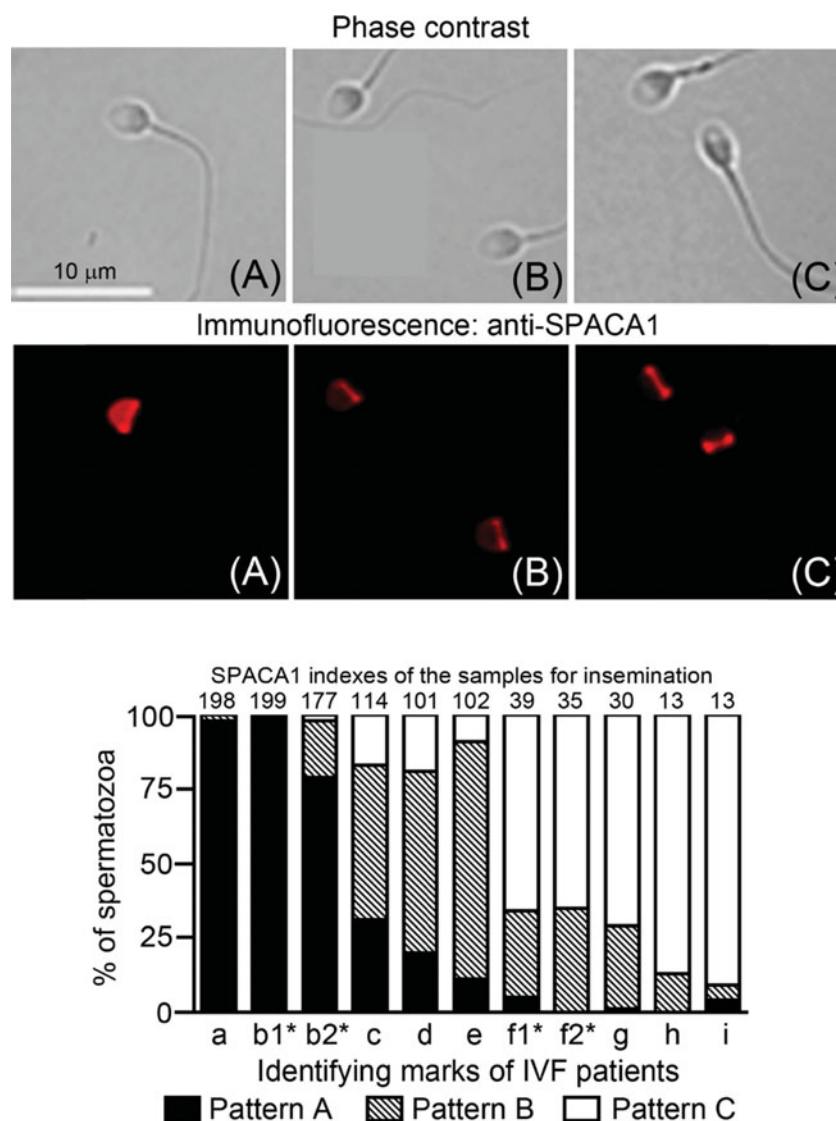 Phase contrast
10 μm
(A)
(B)
(C)
Immunofluorescence: anti-SPACA1
(A)
(B)
(C)
SPACA1 indexes of the samples for insemination
198 199 177 114 101 102 39 35 30 13 13
100
75
50
25
0
% of spermatozoa
a b1* b2* c d e f1* f2* g h i
Identifying marks of IVF patients
Pattern A Pattern B Pattern C